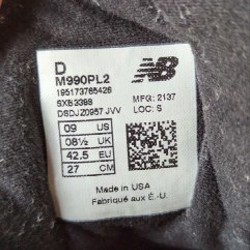 D
M990PL2
195173765426
SXB3398
DSDJZ0957 JVV
MFG: 2137
LOC: S
09 US
08½ UK
42.5 EU
27 CM
Made in USA
Fabriqué aux É.-U.